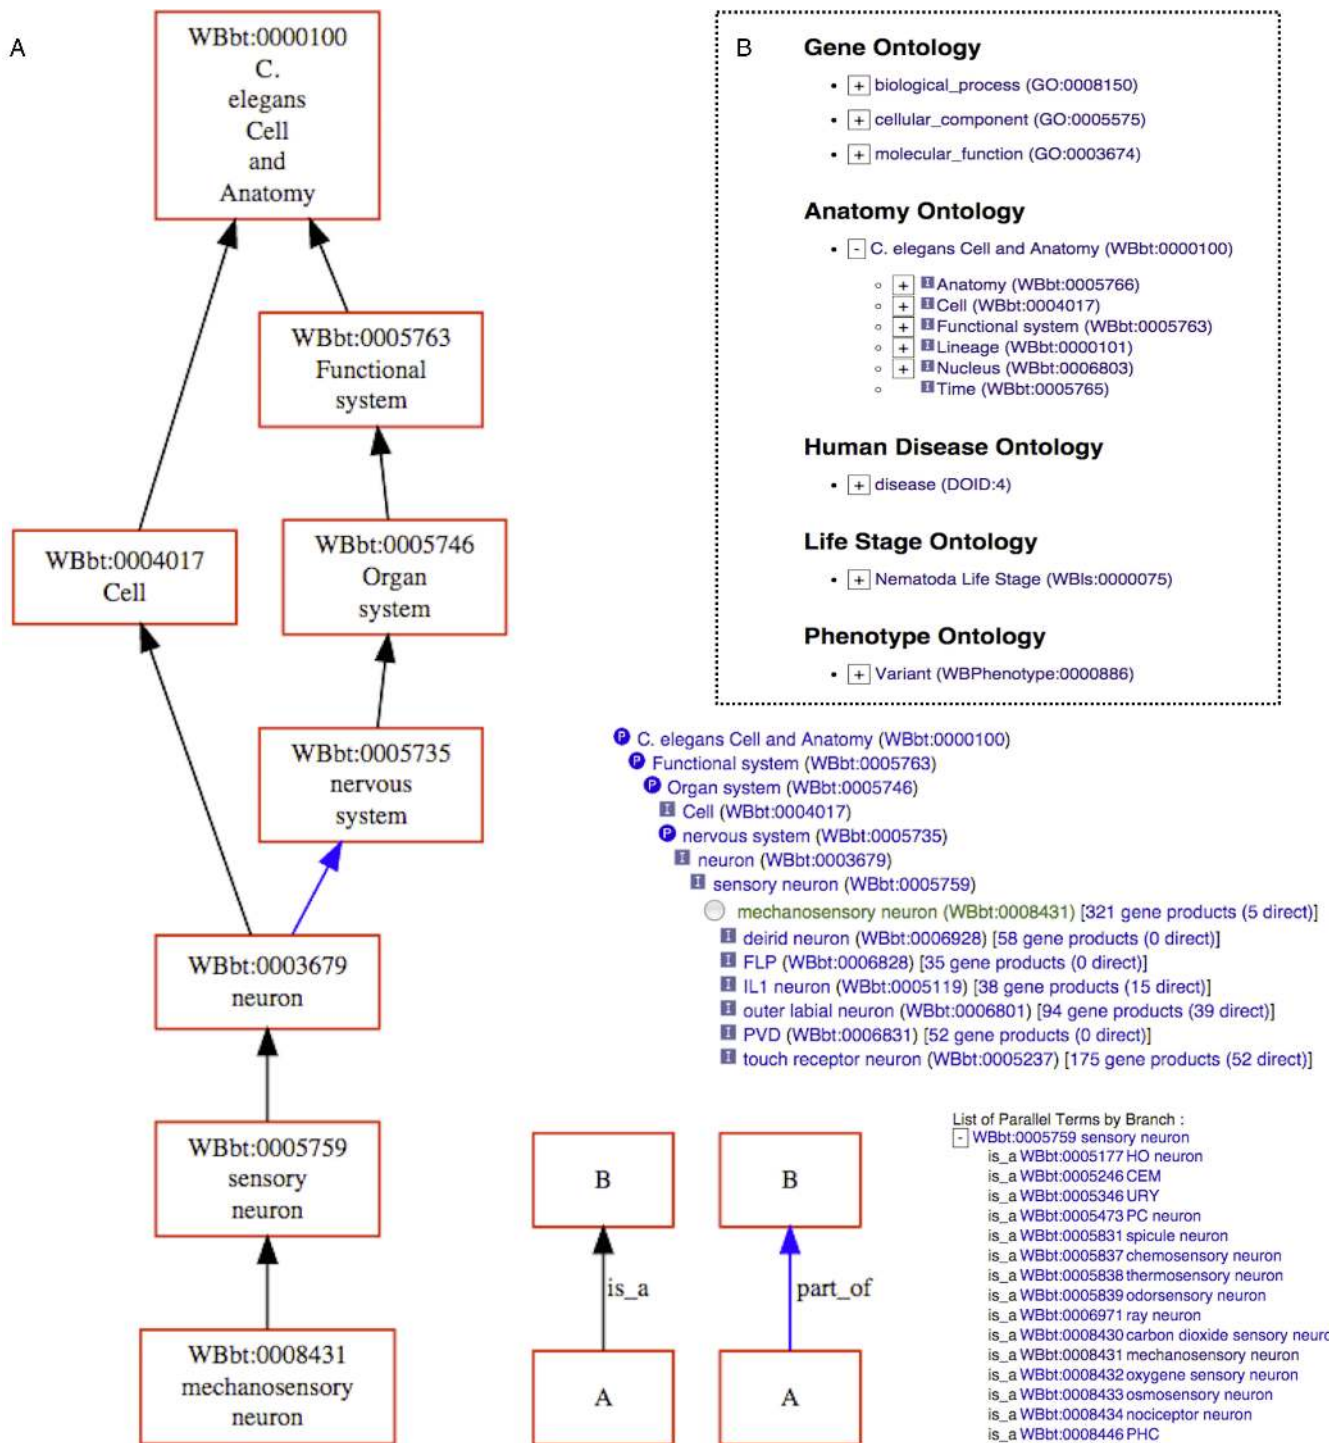 A
WBbt:0000100
C.
elegans
Cell
and
Anatomy
WBbt:0005763
Functional
system
WBbt:0004017
Cell
WBbt:0005746
Organ
system
WBbt:0005735
nervous
system
WBbt:0003679
neuron
WBbt:0005759
sensory
neuron
WBbt:0008431
mechanosensory
neuron
B
Gene Ontology
+ biological_process (GO:0008150)
+ cellular_component (GO:0005575)
+ molecular_function (GO:0003674)
Anatomy Ontology
- C. elegans Cell and Anatomy (WBbt:0000100)
+ I Anatomy (WBbt:0005766)
+ I Cell (WBbt:0004017)
+ I Functional system (WBbt:0005763)
+ I Lineage (WBbt:0000101)
+ I Nucleus (WBbt:0006803)
I Time (WBbt:0005765)
Human Disease Ontology
+ disease (DOID:4)
Life Stage Ontology
+ Nematoda Life Stage (WBls:0000075)
Phenotype Ontology
+ Variant (WBPhenotype:0000886)
P C. elegans Cell and Anatomy (WBbt:0000100)
P Functional system (WBbt:0005763)
P Organ system (WBbt:0005746)
I Cell (WBbt:0004017)
P nervous system (WBbt:0005735)
I neuron (WBbt:0003679)
I sensory neuron (WBbt:0005759)
mechanosensory neuron (WBbt:0008431) [321 gene products (5 direct)]
I deirid neuron (WBbt:0006928) [58 gene products (0 direct)]
I FLP (WBbt:0006828) [35 gene products (0 direct)]
I IL1 neuron (WBbt:0005119) [38 gene products (15 direct)]
I outer labial neuron (WBbt:0006801) [94 gene products (39 direct)]
I PVD (WBbt:0006831) [52 gene products (0 direct)]
I touch receptor neuron (WBbt:0005237) [175 gene products (52 direct)]
B
is_a
A
B
part_of
A
List of Parallel Terms by Branch :
- WBbt:0005759 sensory neuron
is_a WBbt:0005177 HO neuron
is_a WBbt:0005246 CEM
is_a WBbt:0005346 URY
is_a WBbt:0005473 PC neuron
is_a WBbt:0005831 spicule neuron
is_a WBbt:0005837 chemosensory neuron
is_a WBbt:0005838 thermosensory neuron
is_a WBbt:0005839 odorsensory neuron
is_a WBbt:0006971 ray neuron
is_a WBbt:0008430 carbon dioxide sensory neuro
is_a WBbt:0008431 mechanosensory neuron
is_a WBbt:0008432 oxygene sensory neuron
is_a WBbt:0008433 osmosensory neuron
is_a WBbt:0008434 nociceptor neuron
is_a WBbt:0008446 PHC